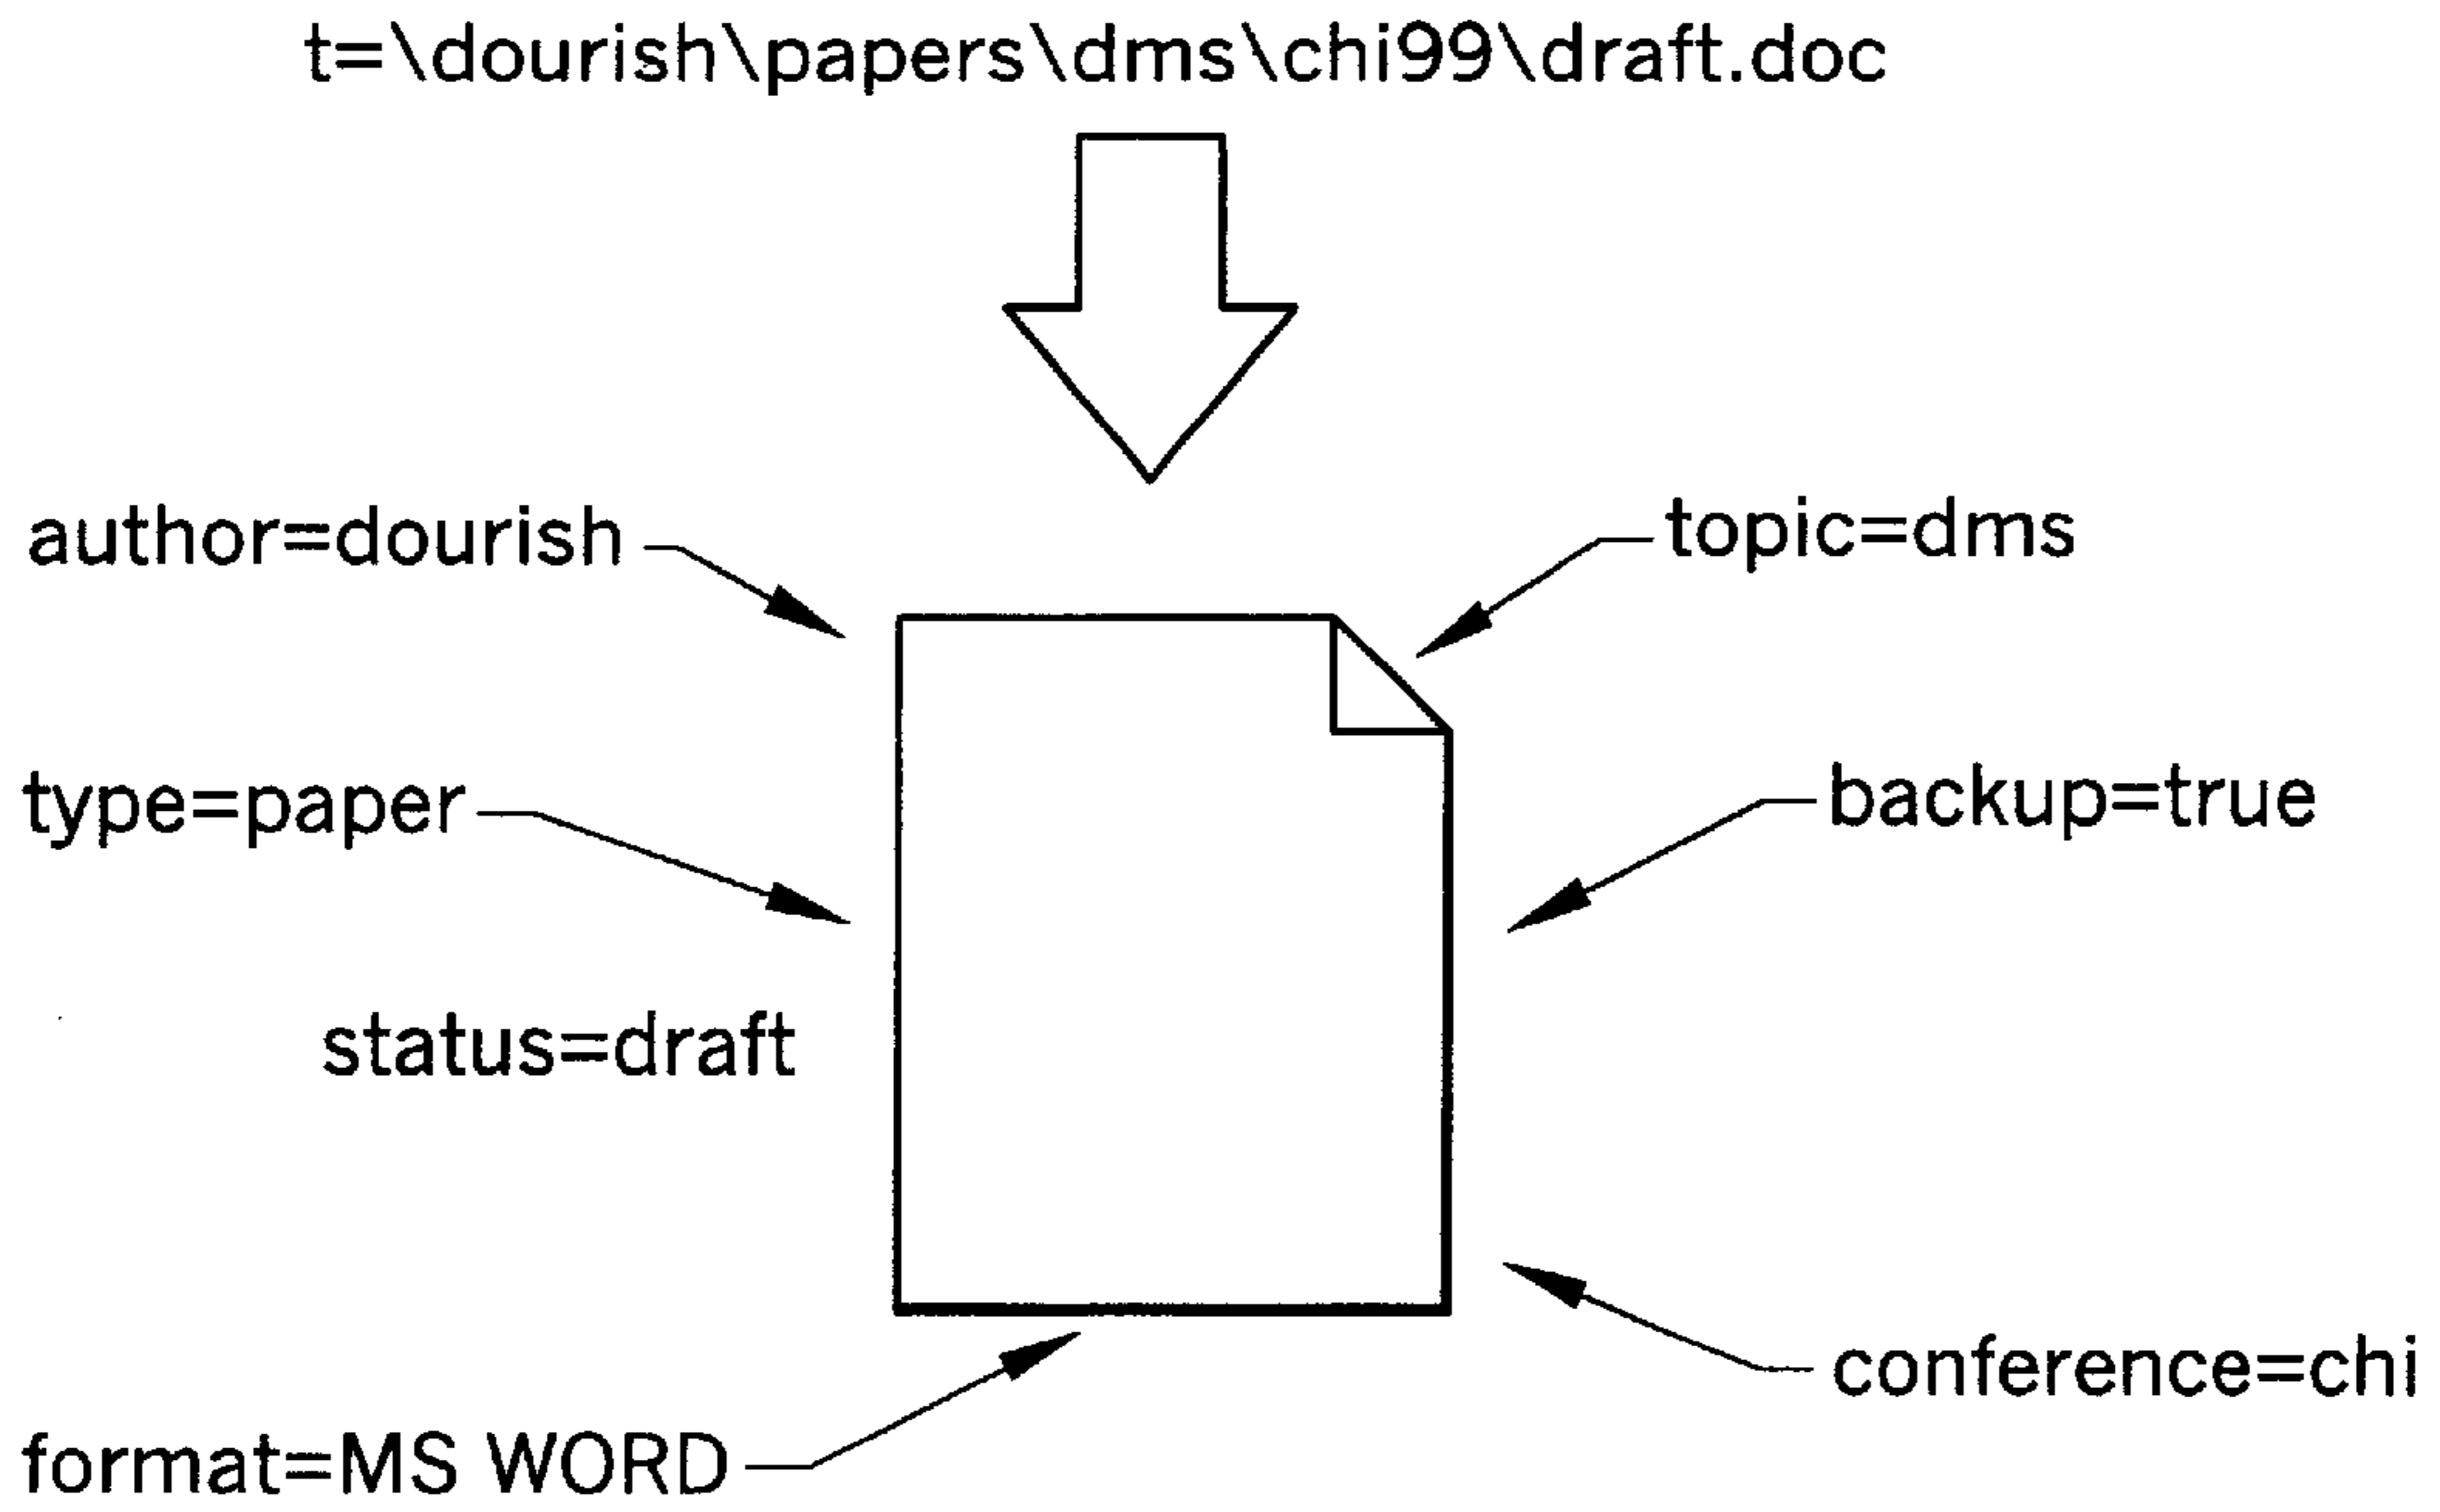 t=\dourish\papers\dms\chi99\draft.doc
author=dourish
topic=dms
type=paper
backup=true
status=draft
conference=chi
format=MS WORD